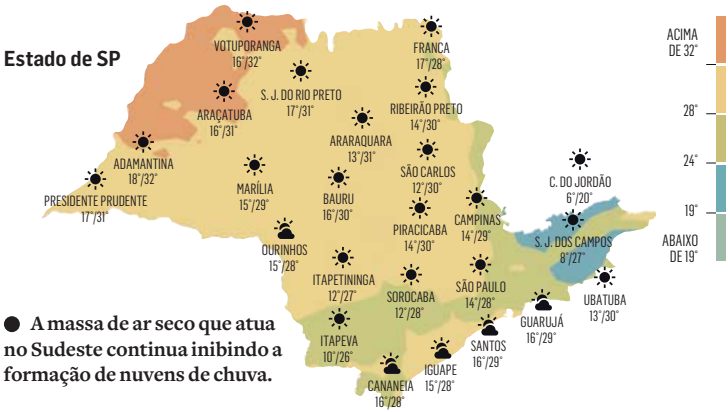 Estado de SP
VOTUPORANGA
16°/32°
FRANCA
17°/28°
S. J. DO RIO PRETO
17°/31°
ARAÇATUBA
16°/31°
RIBEIRÃO PRETO
14°/30°
ARARAQUARA
13°/31°
ADAMANTINA
18°/32°
PRESIDENTE PRUDENTE
17°/31°
MARÍLIA
15°/29°
BAURU
16°/30°
SÃO CARLOS
12°/30°
PIRACICABA
14°/30°
CAMPINAS
14°/29°
C. DO JORDÃO
6°/20°
S. J. DOS CAMPOS
8°/27°
OURINHOS
15°/28°
ITAPETININGA
12°/27°
SOROCABA
12°/28°
SÃO PAULO
14°/28°
UBATUBA
13°/30°
GUARUJÁ
16°/29°
SANTOS
16°/29°
ITAPEVA
10°/26°
IGUAPE
15°/28°
CANANEIA
16°/28°
A massa de ar seco que atua
no Sudeste continua inibindo a
formação de nuvens de chuva.
ACIMA
DE 32°
28°
24°
19°
ABAIXO
DE 19°